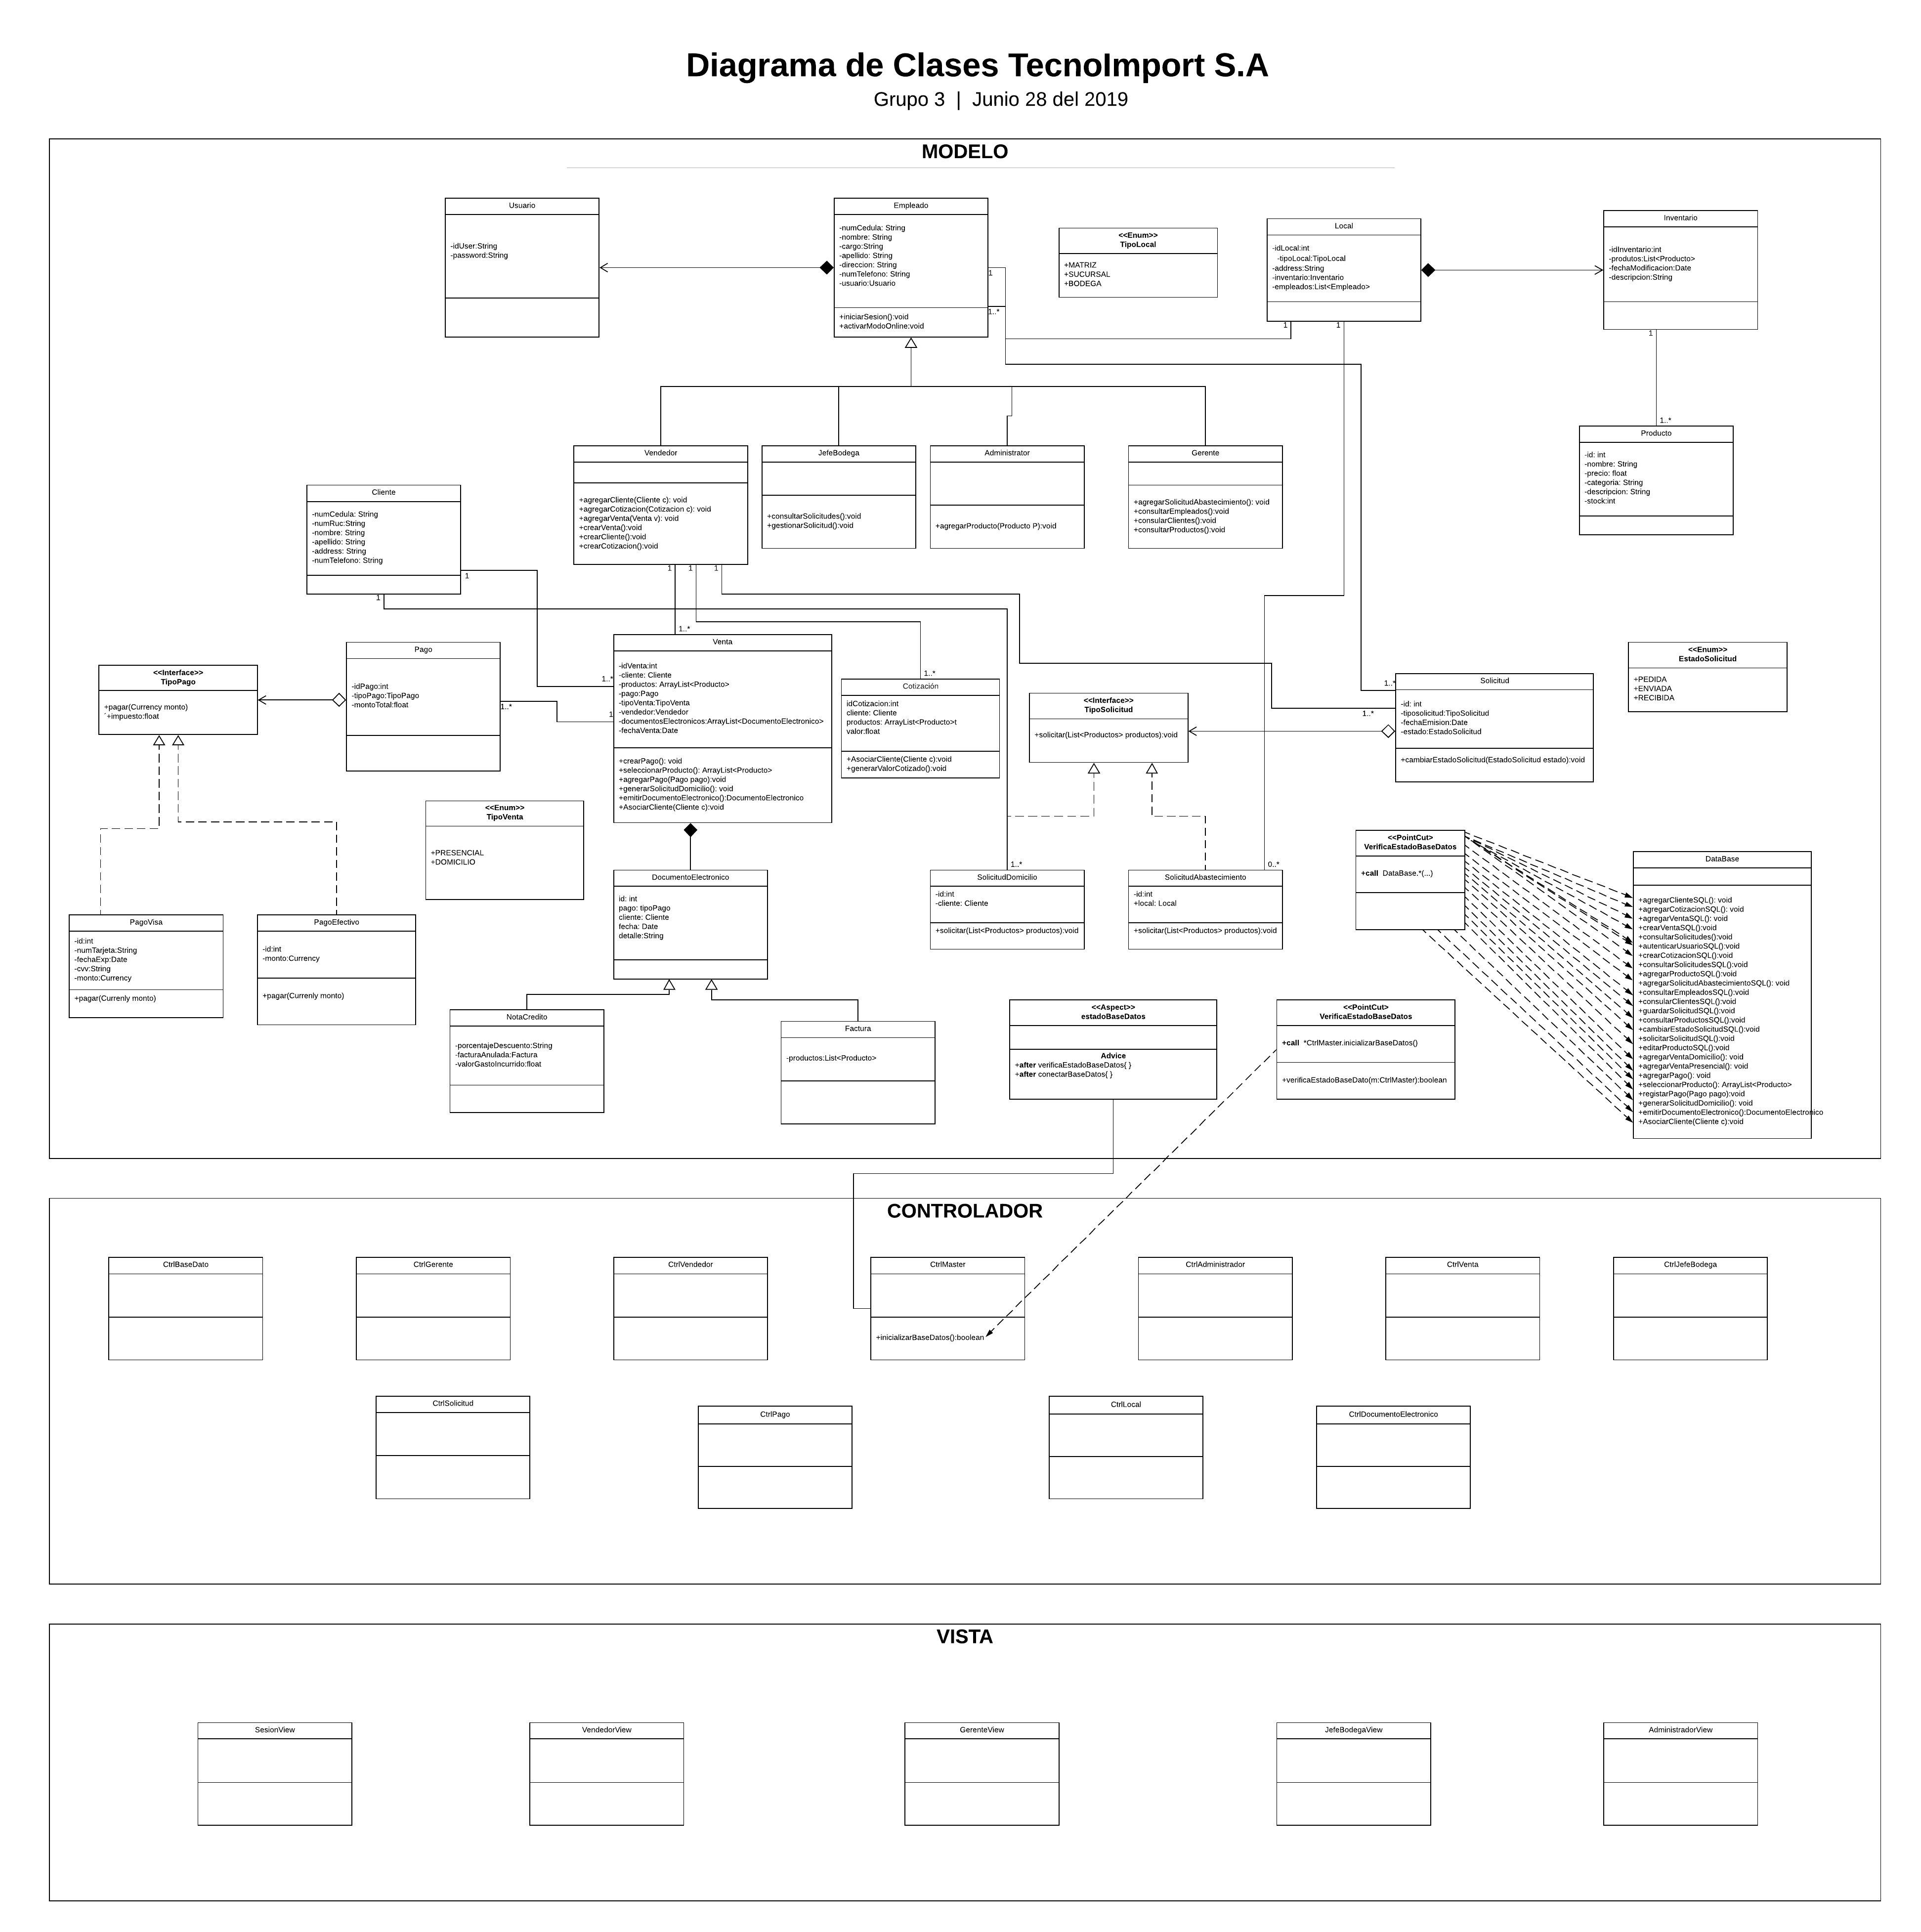 Diagrama de Clases TecnoImport S.A
Grupo 3 | Junio 28 del 2019
MODELO
Usuario
-idUser:String
-password:String
Empleado
-numCedula: String
-nombre: String
-cargo:String
-apellido: String
-direccion: String
-numTelefono: String
-usuario:Usuario
+iniciarSesion():void
+activarModoOnline:void
1
1..*
<<Enum>>
TipoLocal
+MATRIZ
+SUCURSAL
+BODEGA
Local
-idLocal:int
-tipoLocal:TipoLocal
-address:String
-inventario:Inventario
-empleados:List<Empleado>
1
1
Inventario
-idInventario:int
-produtos:List<Producto>
-fechaModificacion:Date
-descripcion:String
1
1..*
Producto
-id: int
-nombre: String
-precio: float
-categoria: String
-descripcion: String
-stock:int
Vendedor
+agregarCliente(Cliente c): void
+agregarCotizacion(Cotizacion c): void
+agregarVenta(Venta v): void
+crearVenta():void
+crearCliente():void
+crearCotizacion():void
1
1
1
JefeBodega
+consultarSolicitudes():void
+gestionarSolicitud():void
Administrator
+agregarProducto(Producto P):void
Gerente
+agregarSolicitudAbastecimiento(): void
+consultarEmpleados():void
+consularClientes():void
+consultarProductos():void
Cliente
-numCedula: String
-numRuc:String
-nombre: String
-apellido: String
-address: String
-numTelefono: String
1
1
<<Interface>>
TipoPago
+pagar(Currency monto)
`+impuesto:float
Pago
-idPago:int
-tipoPago:TipoPago
-montoTotal:float
1..*
1..*
1
1..*
Venta
-idVenta:int
-cliente: Cliente
-productos: ArrayList<Producto>
-pago:Pago
-tipoVenta:TipoVenta
-vendedor:Vendedor
-documentosElectronicos:ArrayList<DocumentoElectronico>
-fechaVenta:Date
+crearPago(): void
+seleccionarProducto(): ArrayList<Producto>
+agregarPago(Pago pago):void
+generarSolicitudDomicilio(): void
+emitirDocumentoElectronico():DocumentoElectronico
+AsociarCliente(Cliente c):void
1..*
Cotización
idCotizacion:int
cliente: Cliente
productos: ArrayList<Producto>t
valor:float
+AsociarCliente(Cliente c):void
+generarValorCotizado():void
<<Interface>>
TipoSolicitud
+solicitar(List<Productos> productos):void
1..*
1..*
Solicitud
-id: int
-tiposolicitud:TipoSolicitud
-fechaEmision:Date
-estado:EstadoSolicitud
+cambiarEstadoSolicitud(EstadoSolicitud estado):void
<<Enum>>
EstadoSolicitud
+PEDIDA
+ENVIADA
+RECIBIDA
<<Enum>>
TipoVenta
+PRESENCIAL
+DOMICILIO
PagoVisa
-id:int
-numTarjeta:String
-fechaExp:Date
-cvv:String
-monto:Currency
+pagar(Currenly monto)
PagoEfectivo
-id:int
-monto:Currency
+pagar(Currenly monto)
DocumentoElectronico
id: int
pago: tipoPago
cliente: Cliente
fecha: Date
detalle:String
1..*
SolicitudDomicilio
-id:int
-cliente: Cliente
+solicitar(List<Productos> productos):void
0..*
SolicitudAbastecimiento
-id:int
+local: Local
+solicitar(List<Productos> productos):void
<<PointCut>
VerificaEstadoBaseDatos
+call DataBase.*(...)
DataBase
+agregarClienteSQL(): void
+agregarCotizacionSQL(): void
+agregarVentaSQL(): void
+crearVentaSQL():void
+consultarSolicitudes():void
+autenticarUsuarioSQL():void
+crearCotizacionSQL():void
+consultarSolicitudesSQL:void
+agregarProductoSQL():void
+agregarSolicitudAbastecimientoSQL(): void
+consultarEmpleadosSQL():void
+consularClientesSQL():void
+guardarSolicitudSQL():void
+consultarProductosSQL():void
+cambiarEstadoSolicitudSQL():void
+solicitarSolicitudSQL():void
+editarProductoSQL():void
+agregarVentaDomicilio(): void
+agregarVentaPresencial(): void
+agregarPago(): void
+seleccionarProducto(): ArrayList<Producto>
+registarPago(Pago pago):void
+generarSolicitudDomicilio(): void
+emitirDocumentoElectronico():DocumentoElectronico
+AsociarCliente(Cliente c):void
NotaCredito
-porcentajeDescuento:String
-facturaAnulada:Factura
-valorGastoIncurrido:float
Factura
-productos:List<Producto>
<<Aspect>>
estadoBaseDatos
Advice
+after verificaEstadoBaseDatos{ }
+after conectarBaseDatos{ }
<<PointCut>
VerificaEstadoBaseDatos
+call *CtrlMaster.inicializarBaseDatos()
+verificaEstadoBaseDato(m:CtrlMaster):boolean
CONTROLADOR
CtrlBaseDato
CtrlGerente
CtrlVendedor
CtrlMaster
+inicializarBaseDatos():boolean
CtrlAdministrador
CtrlVenta
CtrlJefeBodega
CtrlSolicitud
CtrlPago
CtrlLocal
CtrlDocumentoElectronico
VISTA
SesionView
VendedorView
GerenteView
JefeBodegaView
AdministradorView